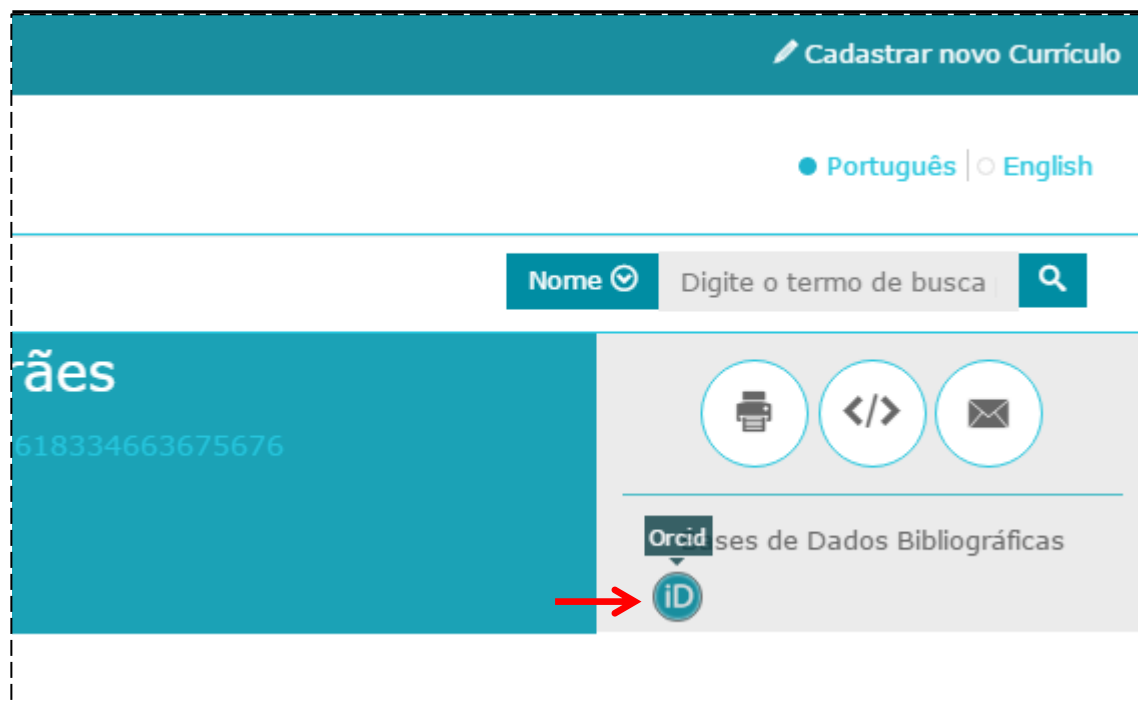 Cadastrar novo Currículo
Português English
Nome Digite o termo de busca
rães
618334663675676
</>
Orcid
ses de Dados Bibliográficas
iD